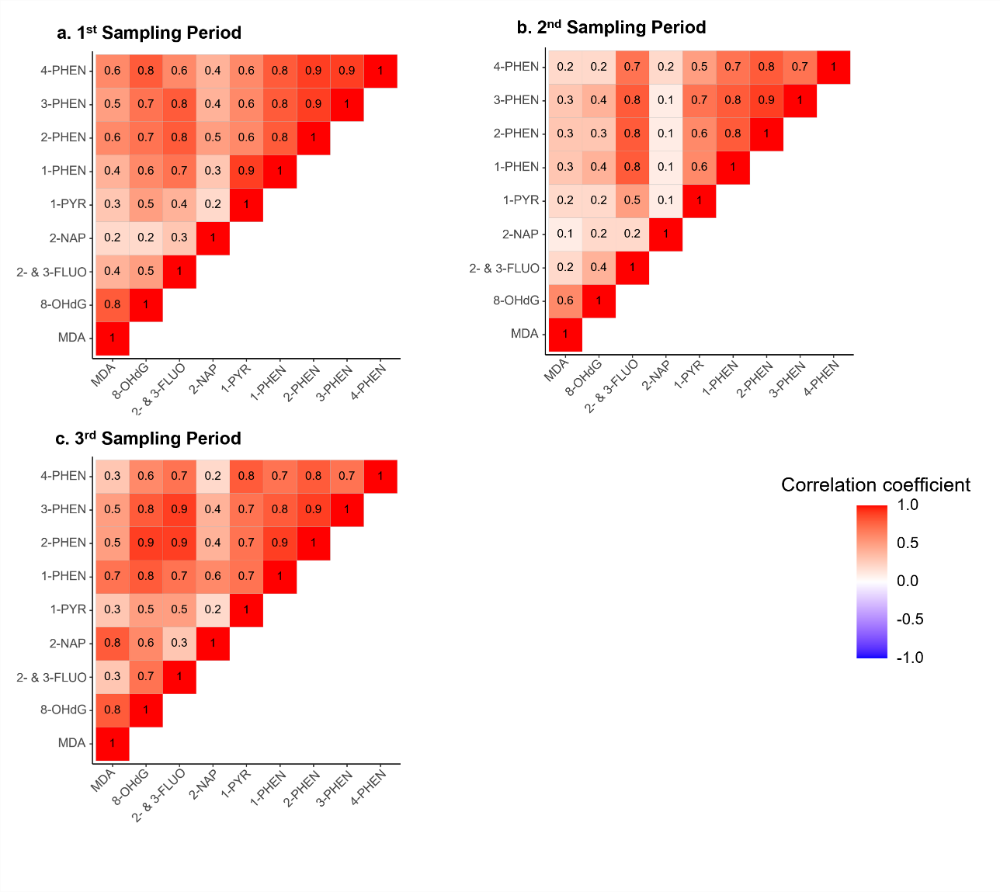 a. 1st Sampling Period
4-PHEN 0.6 0.8 0.6 0.4 0.6 0.8 0.9 0.9 1
3-PHEN 0.5 0.7 0.8 0.4 0.6 0.8 0.9 1
2-PHEN 0.6 0.7 0.8 0.5 0.6 0.8 1
1-PHEN 0.4 0.6 0.7 0.3 0.9 1
1-PYR 0.3 0.5 0.4 0.2 1
2-NAP 0.2 0.2 0.3 1
2- & 3-FLUO 0.4 0.5 1
8-OHdG 0.8 1
MDA 1
MDA 8-OHdG 2- & 3-FLUO 2-NAP 1-PYR 1-PHEN 2-PHEN 3-PHEN 4-PHEN
b. 2nd Sampling Period
4-PHEN 0.2 0.2 0.7 0.2 0.5 0.7 0.8 0.7 1
3-PHEN 0.3 0.4 0.8 0.1 0.7 0.8 0.9 1
2-PHEN 0.3 0.3 0.8 0.1 0.6 0.8 1
1-PHEN 0.3 0.4 0.8 0.1 0.6 1
1-PYR 0.2 0.2 0.5 0.1 1
2-NAP 0.1 0.2 0.2 1
2- & 3-FLUO 0.2 0.4 1
8-OHdG 0.6 1
MDA 1
MDA 8-OHdG 2- & 3-FLUO 2-NAP 1-PYR 1-PHEN 2-PHEN 3-PHEN 4-PHEN
c. 3rd Sampling Period
4-PHEN 0.3 0.6 0.7 0.2 0.8 0.7 0.8 0.7 1
3-PHEN 0.5 0.8 0.9 0.4 0.7 0.8 0.9 1
2-PHEN 0.5 0.9 0.9 0.4 0.7 0.9 1
1-PHEN 0.7 0.8 0.7 0.6 0.7 1
1-PYR 0.3 0.5 0.5 0.2 1
2-NAP 0.8 0.6 0.3 1
2- & 3-FLUO 0.3 0.7 1
8-OHdG 0.8 1
MDA 1
MDA 8-OHdG 2- & 3-FLUO 2-NAP 1-PYR 1-PHEN 2-PHEN 3-PHEN 4-PHEN
Correlation coefficient
1.0
0.5
0.0
-0.5
-1.0